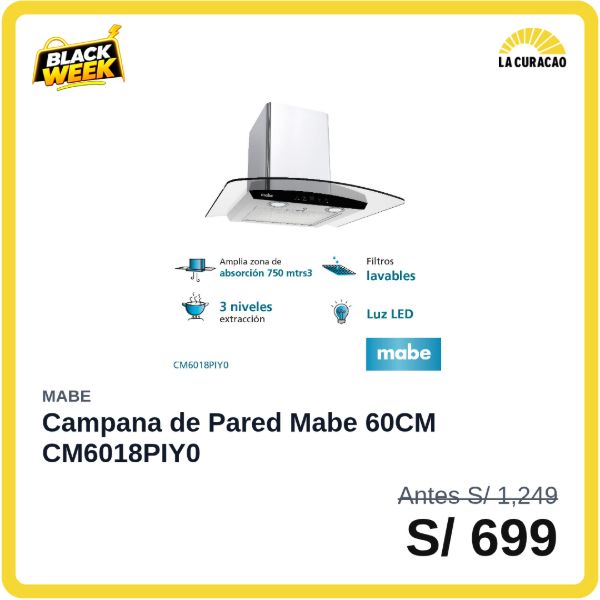 BLACK
WEEK
LA CURACAO
mabe
Amplia zona de
absorción 750 mtrs3
Filtros
lavables
3 niveles
extracción
Luz LED
mabe
CM6018PIY0
MABE
Campana de Pared Mabe 60CM
CM6018PIY0
Antes S/ 1,249
S/ 699